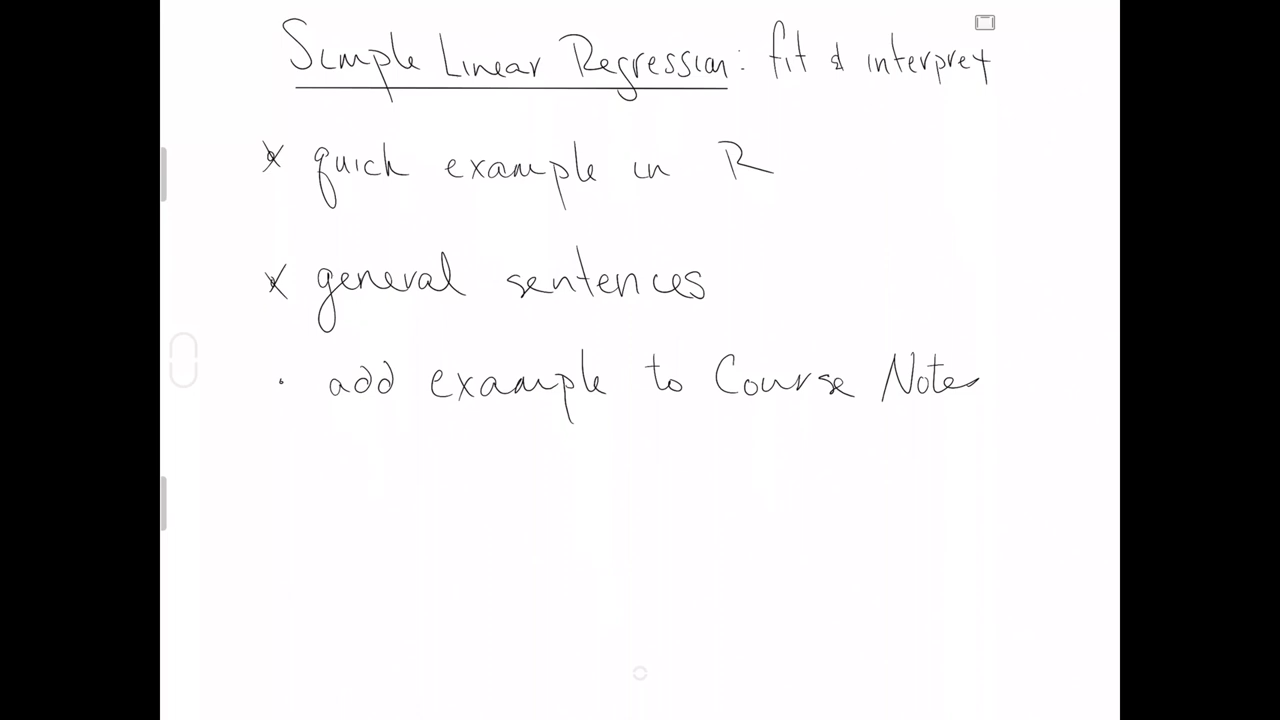 Simple Linear Regression: fit & interpret
* quick example in R
* general sentences
· add example to Course Notes